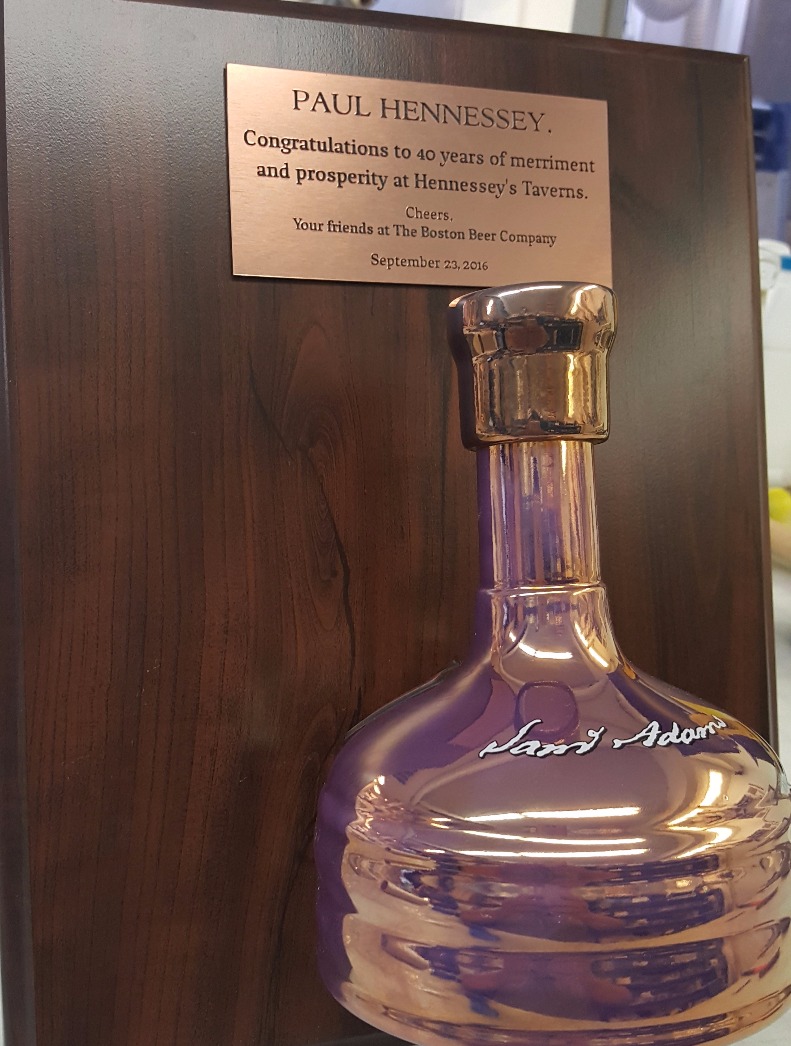 PAUL HENNESSEY.
Congratulations to 40 years of merriment
and prosperity at Hennessey's Taverns.
Cheers.
Your friends at The Boston Beer Company
September 23, 2016
Sam'l Adams